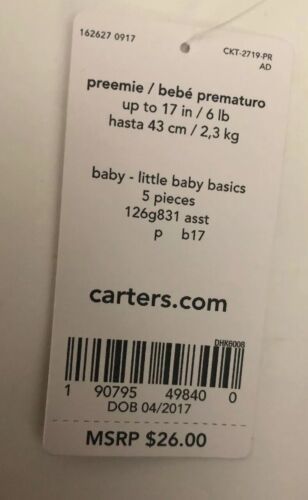 162627 0917
CKT-2719-PR
AD
preemie / bebé prematuro
up to 17 in / 6 lb
hasta 43 cm / 2,3 kg
baby - little baby basics
5 pieces
126g831 asst
p b17
carters.com
DHK6008
1 90795 49840 0
DOB 04/2017
MSRP $26.00